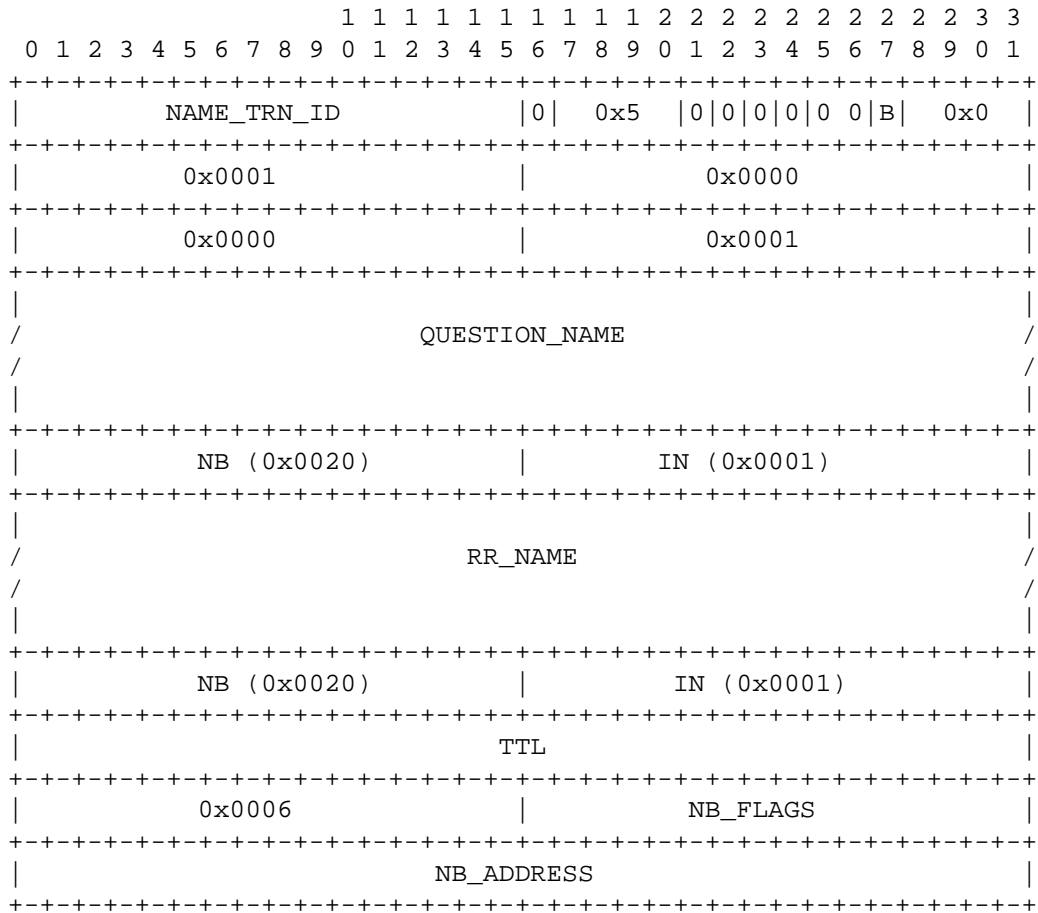 1 1 1 1 1 1 1 1 1 1 2 2 2 2 2 2 2 2 2 2 3 3
 0 1 2 3 4 5 6 7 8 9 0 1 2 3 4 5 6 7 8 9 0 1 2 3 4 5 6 7 8 9 0 1
+-+-+-+-+-+-+-+-+-+-+-+-+-+-+-+-+-+-+-+-+-+-+-+-+-+-+-+-+-+-+-+-+
|         NAME_TRN_ID           |0|  0x5  |0|0|0|0|0 0|B|  0x0  |
+-+-+-+-+-+-+-+-+-+-+-+-+-+-+-+-+-+-+-+-+-+-+-+-+-+-+-+-+-+-+-+-+
|          0x0001               |           0x0000              |
+-+-+-+-+-+-+-+-+-+-+-+-+-+-+-+-+-+-+-+-+-+-+-+-+-+-+-+-+-+-+-+-+
|          0x0000               |           0x0001              |
+-+-+-+-+-+-+-+-+-+-+-+-+-+-+-+-+-+-+-+-+-+-+-+-+-+-+-+-+-+-+-+-+
|                                                               |
/                         QUESTION_NAME                         /
/                                                               /
|                                                               |
+-+-+-+-+-+-+-+-+-+-+-+-+-+-+-+-+-+-+-+-+-+-+-+-+-+-+-+-+-+-+-+-+
|           NB (0x0020)         |        IN (0x0001)            |
+-+-+-+-+-+-+-+-+-+-+-+-+-+-+-+-+-+-+-+-+-+-+-+-+-+-+-+-+-+-+-+-+
|                                                               |
/                            RR_NAME                            /
/                                                               /
|                                                               |
+-+-+-+-+-+-+-+-+-+-+-+-+-+-+-+-+-+-+-+-+-+-+-+-+-+-+-+-+-+-+-+-+
|           NB (0x0020)         |         IN (0x0001)           |
+-+-+-+-+-+-+-+-+-+-+-+-+-+-+-+-+-+-+-+-+-+-+-+-+-+-+-+-+-+-+-+-+
|                              TTL                              |
+-+-+-+-+-+-+-+-+-+-+-+-+-+-+-+-+-+-+-+-+-+-+-+-+-+-+-+-+-+-+-+-+
|           0x0006              |          NB_FLAGS             |
+-+-+-+-+-+-+-+-+-+-+-+-+-+-+-+-+-+-+-+-+-+-+-+-+-+-+-+-+-+-+-+-+
|                          NB_ADDRESS                           |
+-+-+-+-+-+-+-+-+-+-+-+-+-+-+-+-+-+-+-+-+-+-+-+-+-+-+-+-+-+-+-+-+